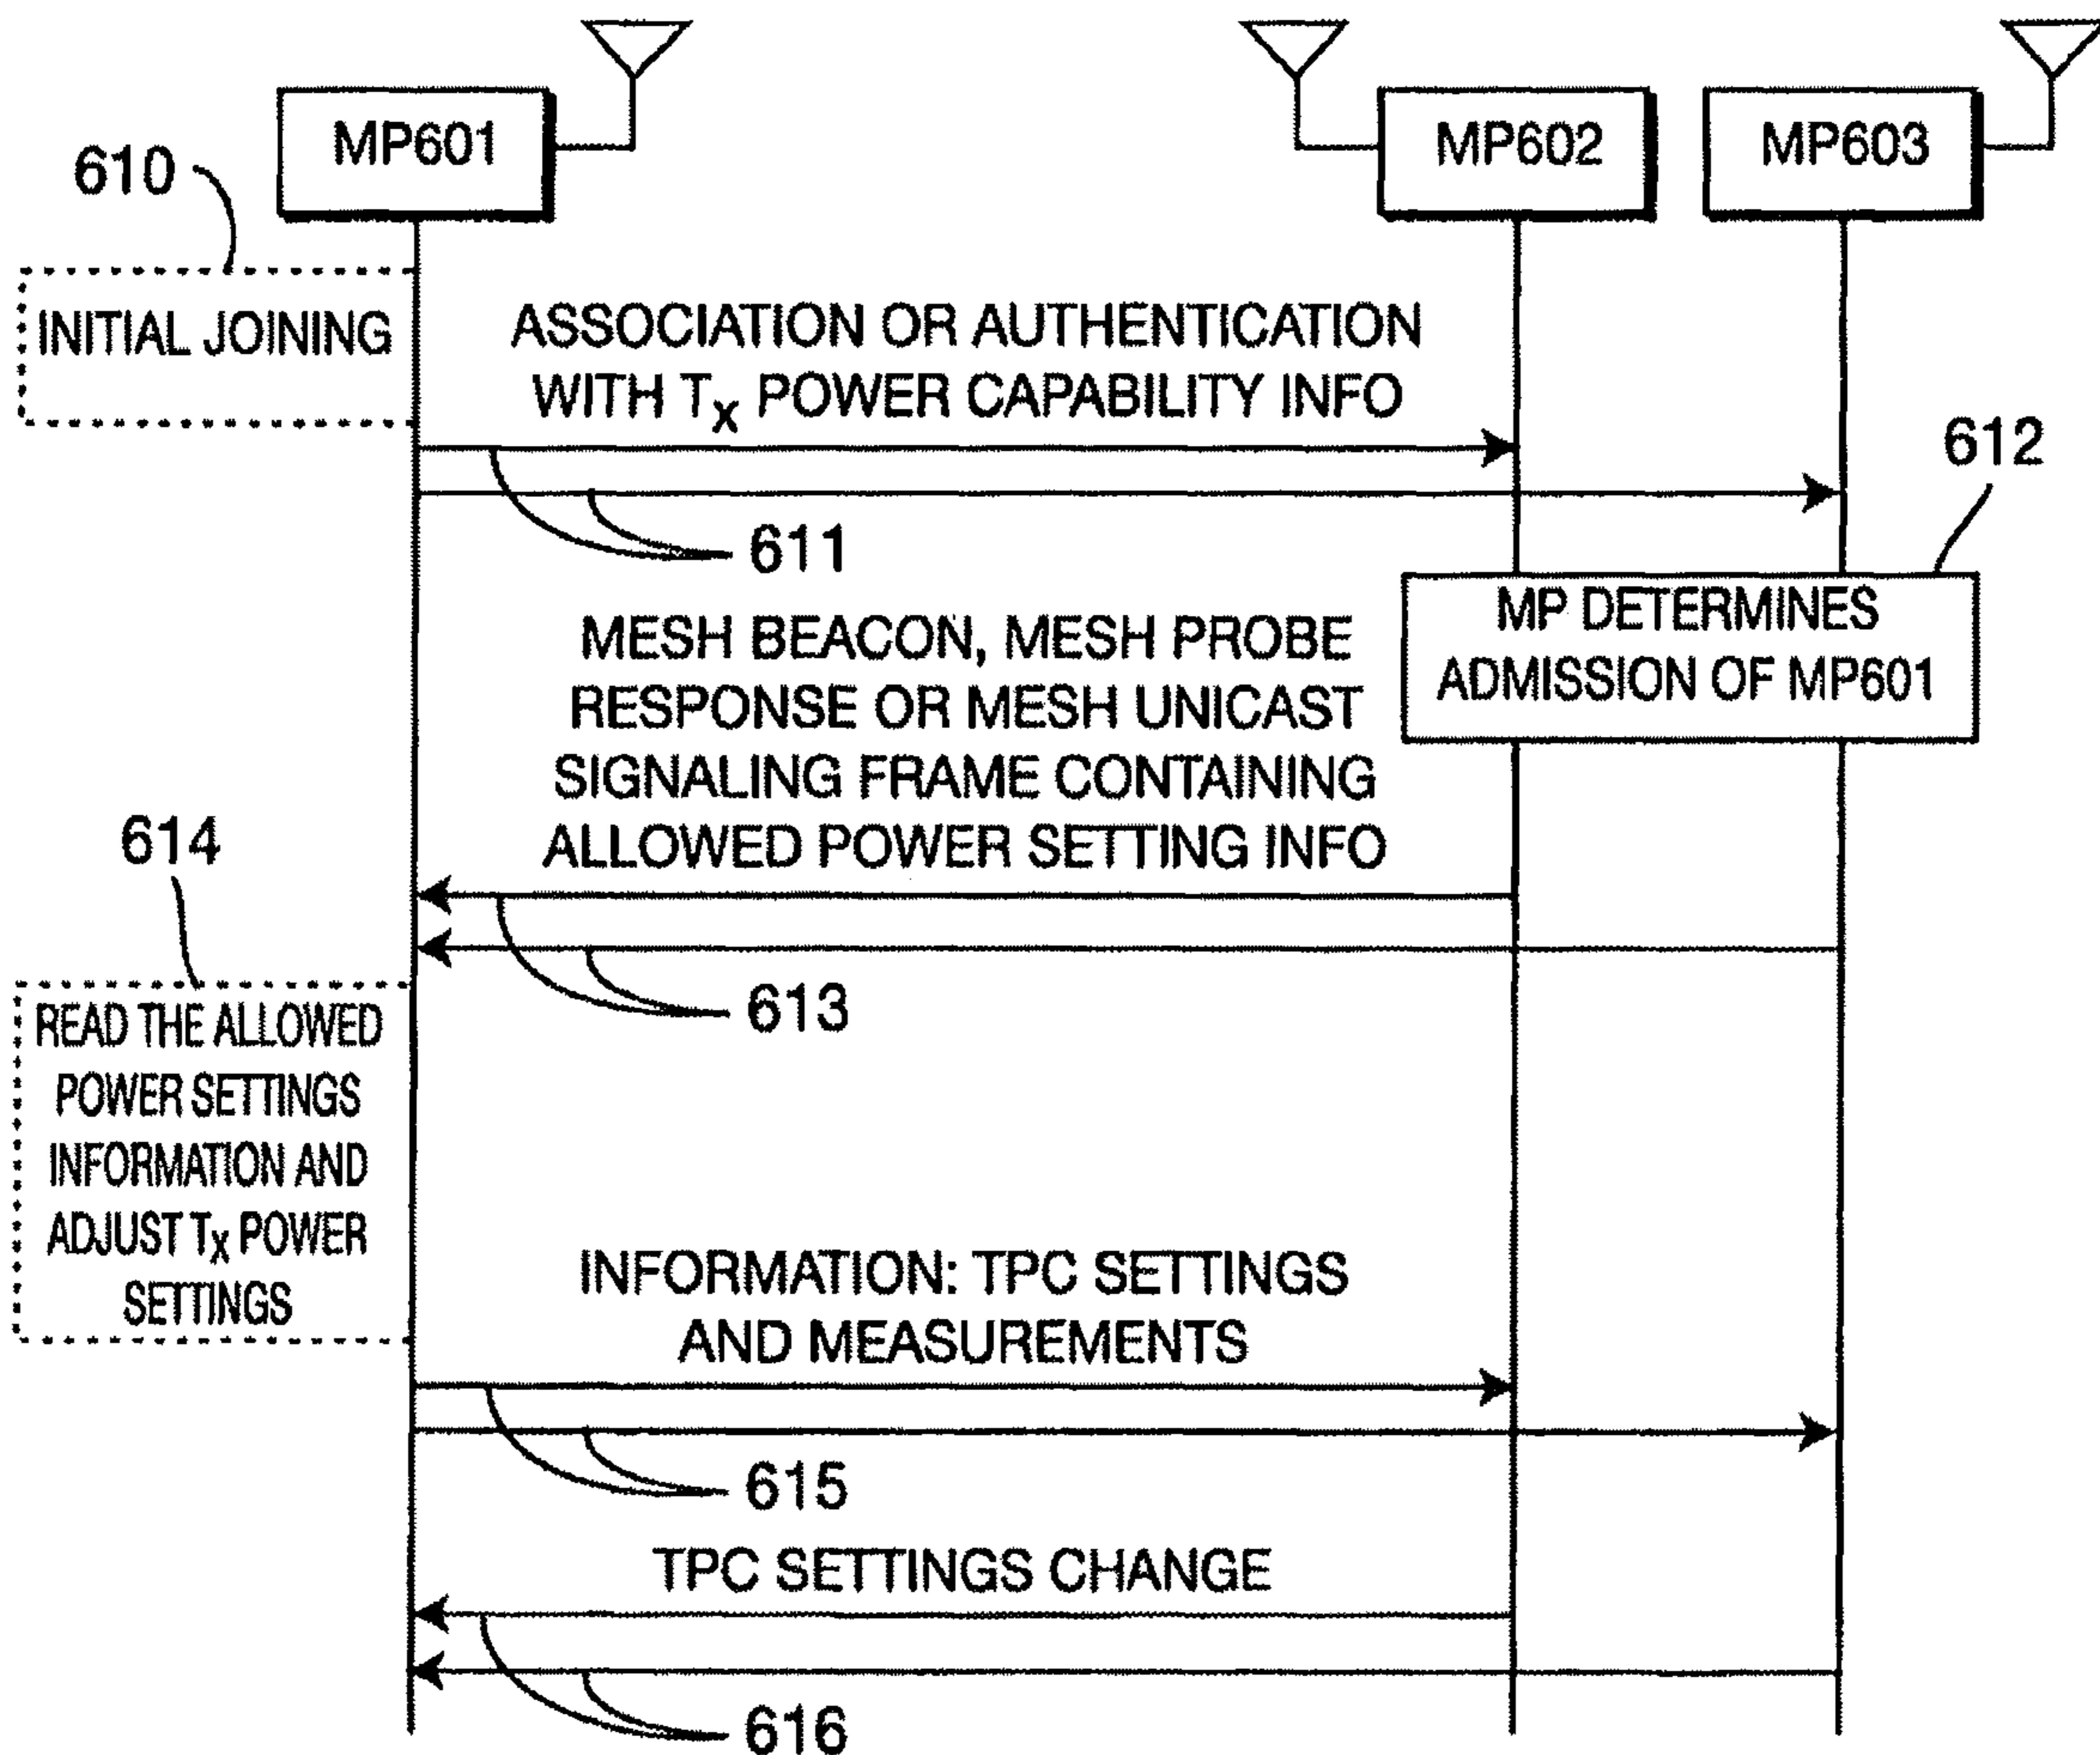 MP601
MP602
MP603
610
INITIAL JOINING
ASSOCIATION OR AUTHENTICATION
WITH Tx POWER CAPABILITY INFO
611
612
MP DETERMINES
ADMISSION OF MP601
MESH BEACON, MESH PROBE
RESPONSE OR MESH UNICAST
SIGNALING FRAME CONTAINING
ALLOWED POWER SETTING INFO
613
614
READ THE ALLOWED
POWER SETTINGS
INFORMATION AND
ADJUST Tx POWER
SETTINGS
INFORMATION: TPC SETTINGS
AND MEASUREMENTS
615
TPC SETTINGS CHANGE
616